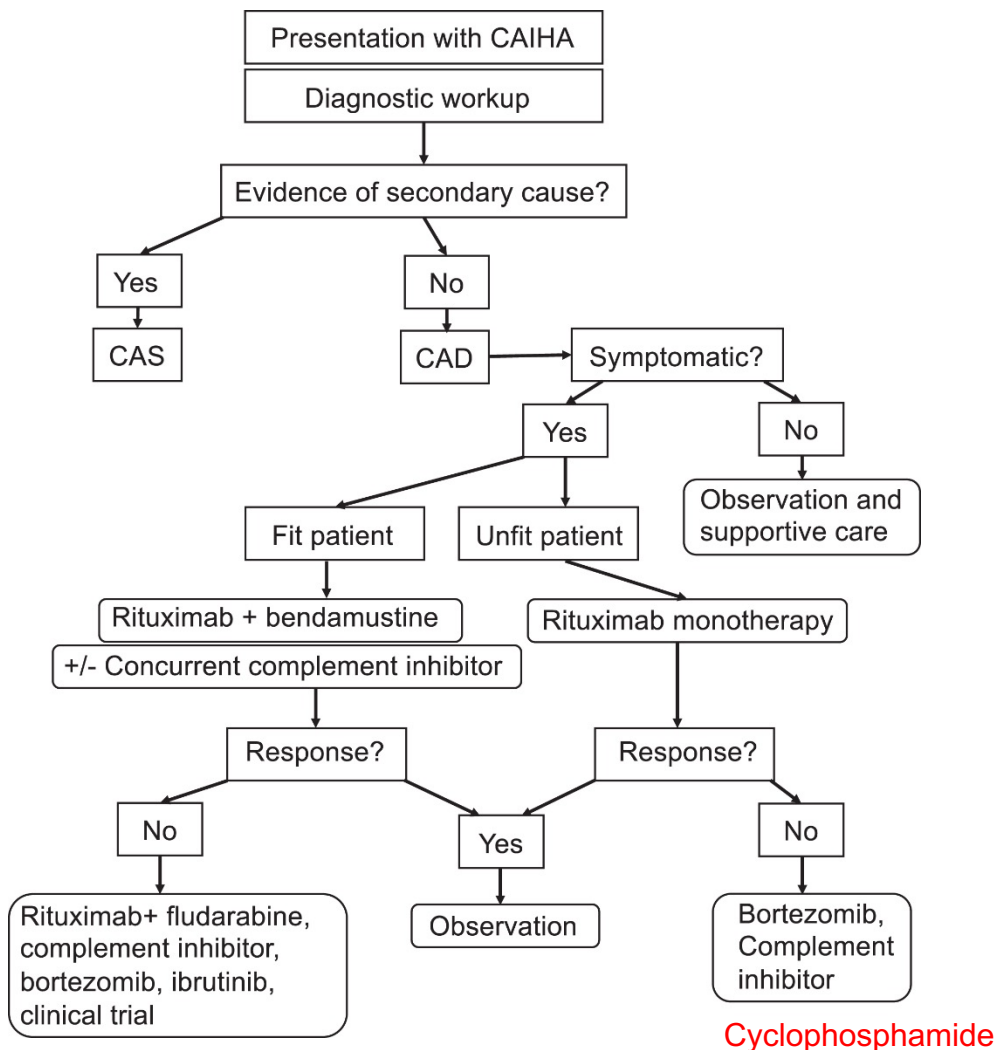 Presentation with CAIHA
Diagnostic workup
Evidence of secondary cause?
Yes
No
CAS
CAD
Symptomatic?
Yes
No
Fit patient
Unfit patient
Observation and
supportive care
Rituximab + bendamustine
+/- Concurrent complement inhibitor
Rituximab monotherapy
Response?
Response?
No
Yes
No
Rituximab+ fludarabine,
complement inhibitor,
bortezomib, ibrutinib,
clinical trial
Observation
Bortezomib,
Complement
inhibitor
Cyclophosphamide